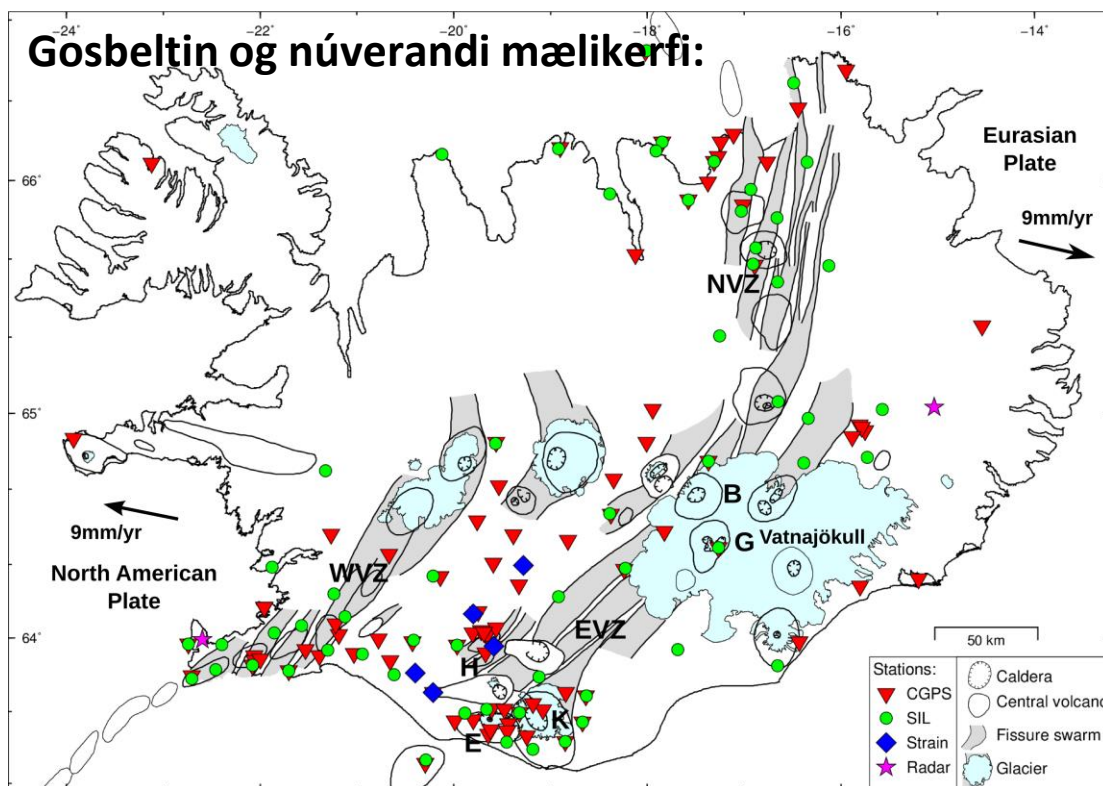 Gosbeltin og núverandi mælikerfi:
-24° -22° -20° -18° -16° -14°
66°
65°
64°
Eurasian
Plate
9mm/yr
NVZ
B
G Vatnajökull
9mm/yr
North American
Plate
WVZ
EVZ
H
K
E
50 km
Stations:
CGPS
SIL
Strain
Radar
Caldera
Central volcano
Fissure swarm
Glacier